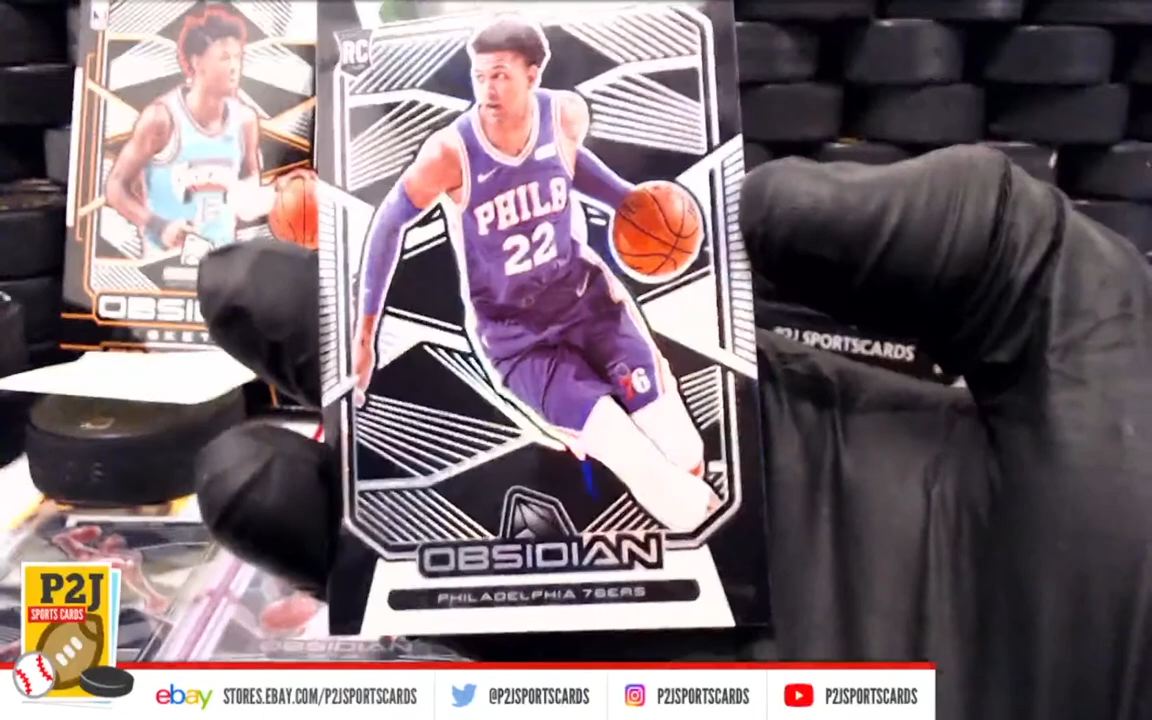 RC
PHILA
22
76
OBSIDIAN
PHILADELPHIA 76ERS
P2J SPORTSCARDS
P2J
SPORTS CARDS
ebay STORES.EBAY.COM/P2JSPORTSCARDS
@P2JSPORTSCARDS
P2JSPORTSCARDS
P2JSPORTSCARDS
OBSIDIAN